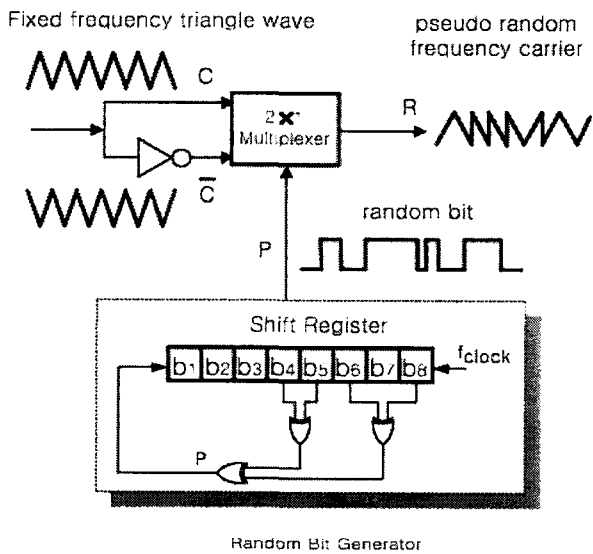 Fixed frequency triangle wave
pseudo random
frequency carrier
C
2 x
Multiplexer
R
C̅
random bit
P
Shift Register
b1 b2 b3 b4 b5 b6 b7 b8
fclock
P
Random Bit Generator